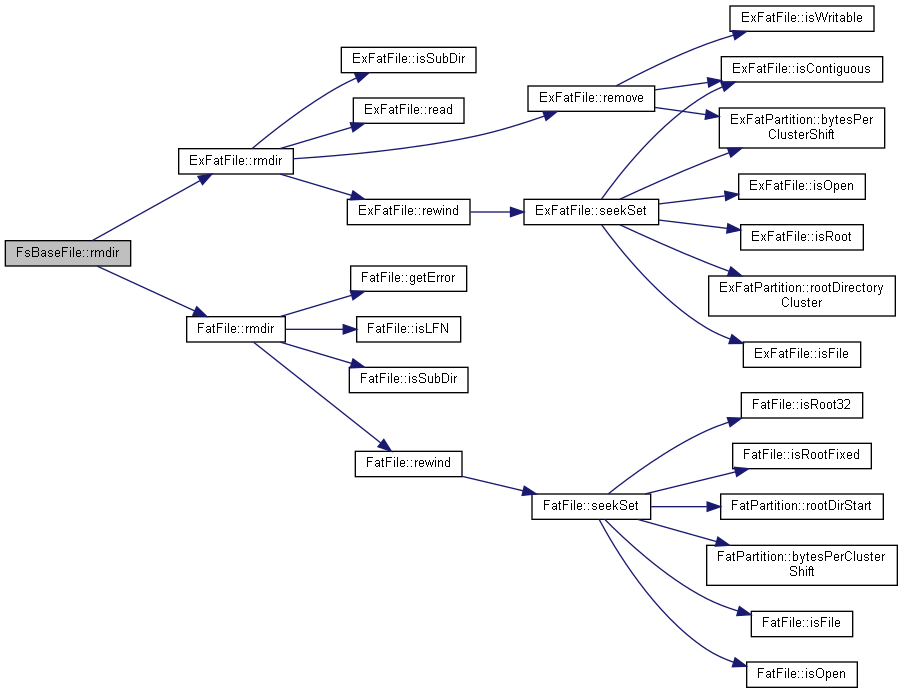 ExFatFile::isWritable
ExFatFile::isSubDir
ExFatFile::isContiguous
ExFatFile::remove
ExFatFile::read
ExFatPartition::bytesPer
ClusterShift
ExFatFile::rmdir
ExFatFile::isOpen
ExFatFile::rewind
ExFatFile::seekSet
ExFatFile::isRoot
FsBaseFile::rmdir
FatFile::getError
ExFatPartition::rootDirectory
Cluster
FatFile::rmdir
FatFile::isLFN
ExFatFile::isFile
FatFile::isSubDir
FatFile::isRoot32
FatFile::rewind
FatFile::isRootFixed
FatFile::seekSet
FatPartition::rootDirStart
FatPartition::bytesPerCluster
Shift
FatFile::isFile
FatFile::isOpen